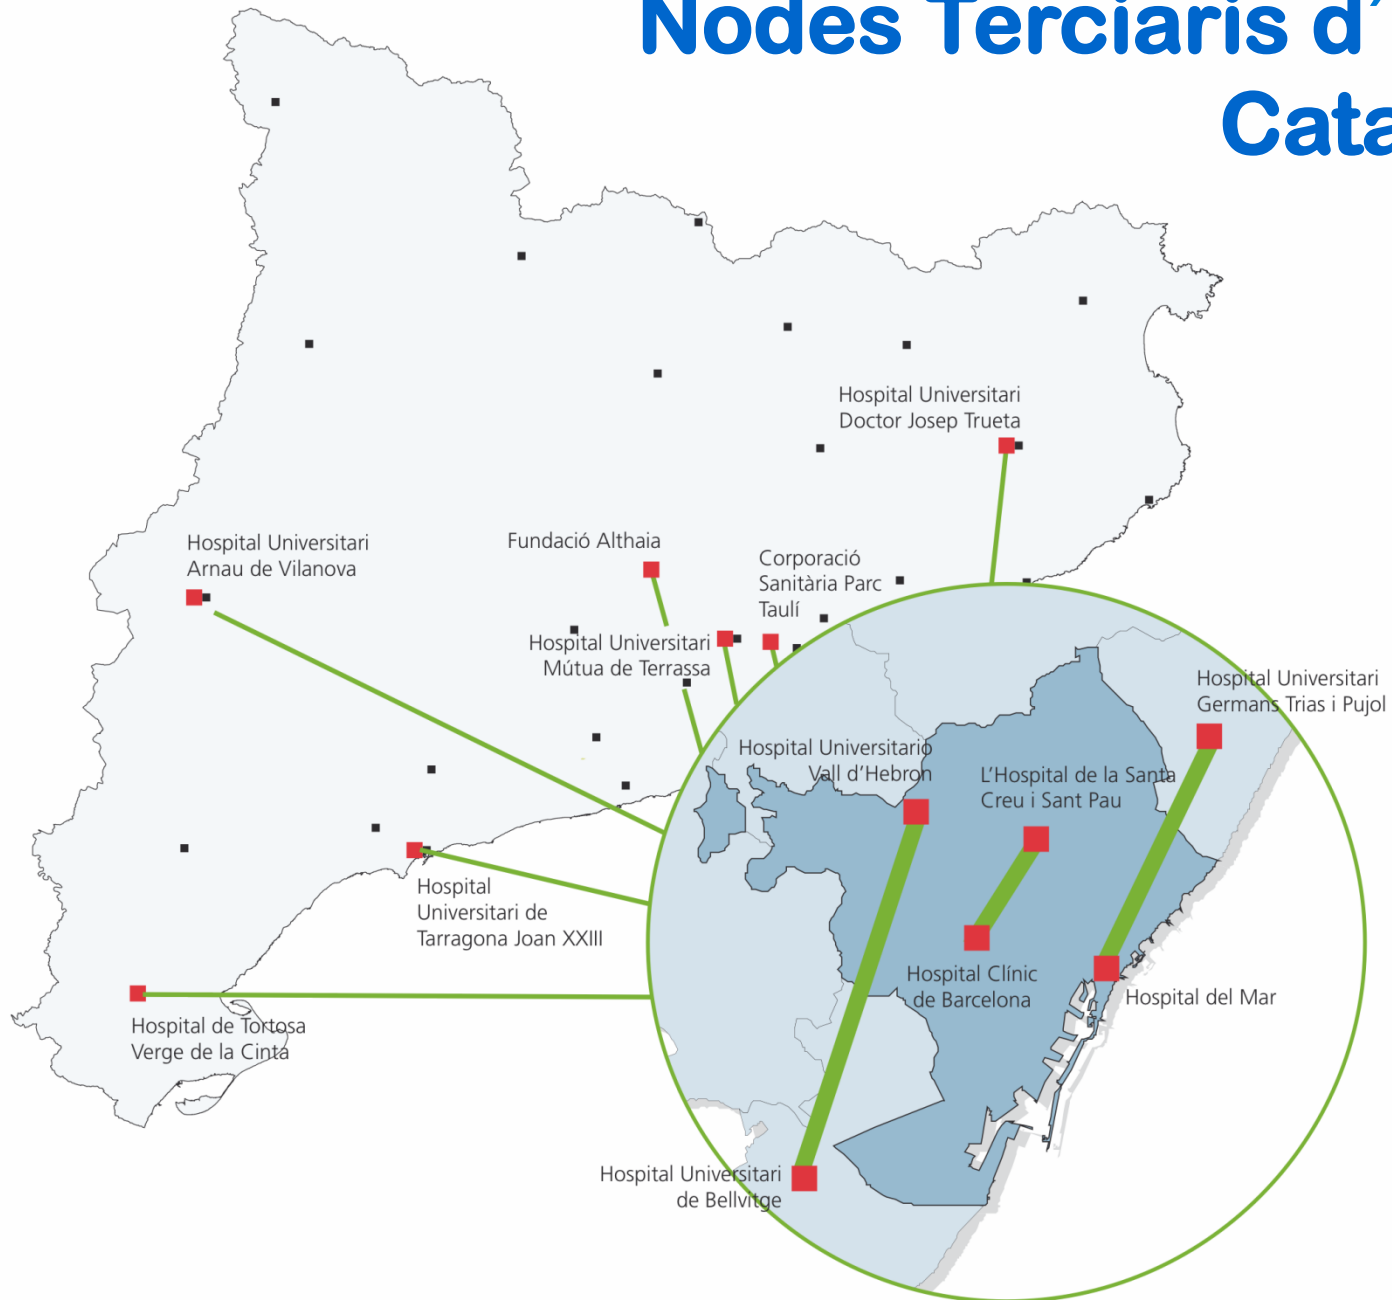 Nodes Terciaris d´
Cata
Hospital Universitari
Doctor Josep Trueta
Hospital Universitari
Arnau de Vilanova
Fundació Althaia
Corporació
Sanitària Parc
Taulí
Hospital Universitari
Mútua de Terrassa
Hospital Universitari
Germans Trias i Pujol
Hospital Universitario
Vall d’Hebron
L’Hospital de la Santa
Creu i Sant Pau
Hospital
Universitari de
Tarragona Joan XXIII
Hospital Clínic
de Barcelona
Hospital del Mar
Hospital de Tortosa
Verge de la Cinta
Hospital Universitari
de Bellvitge